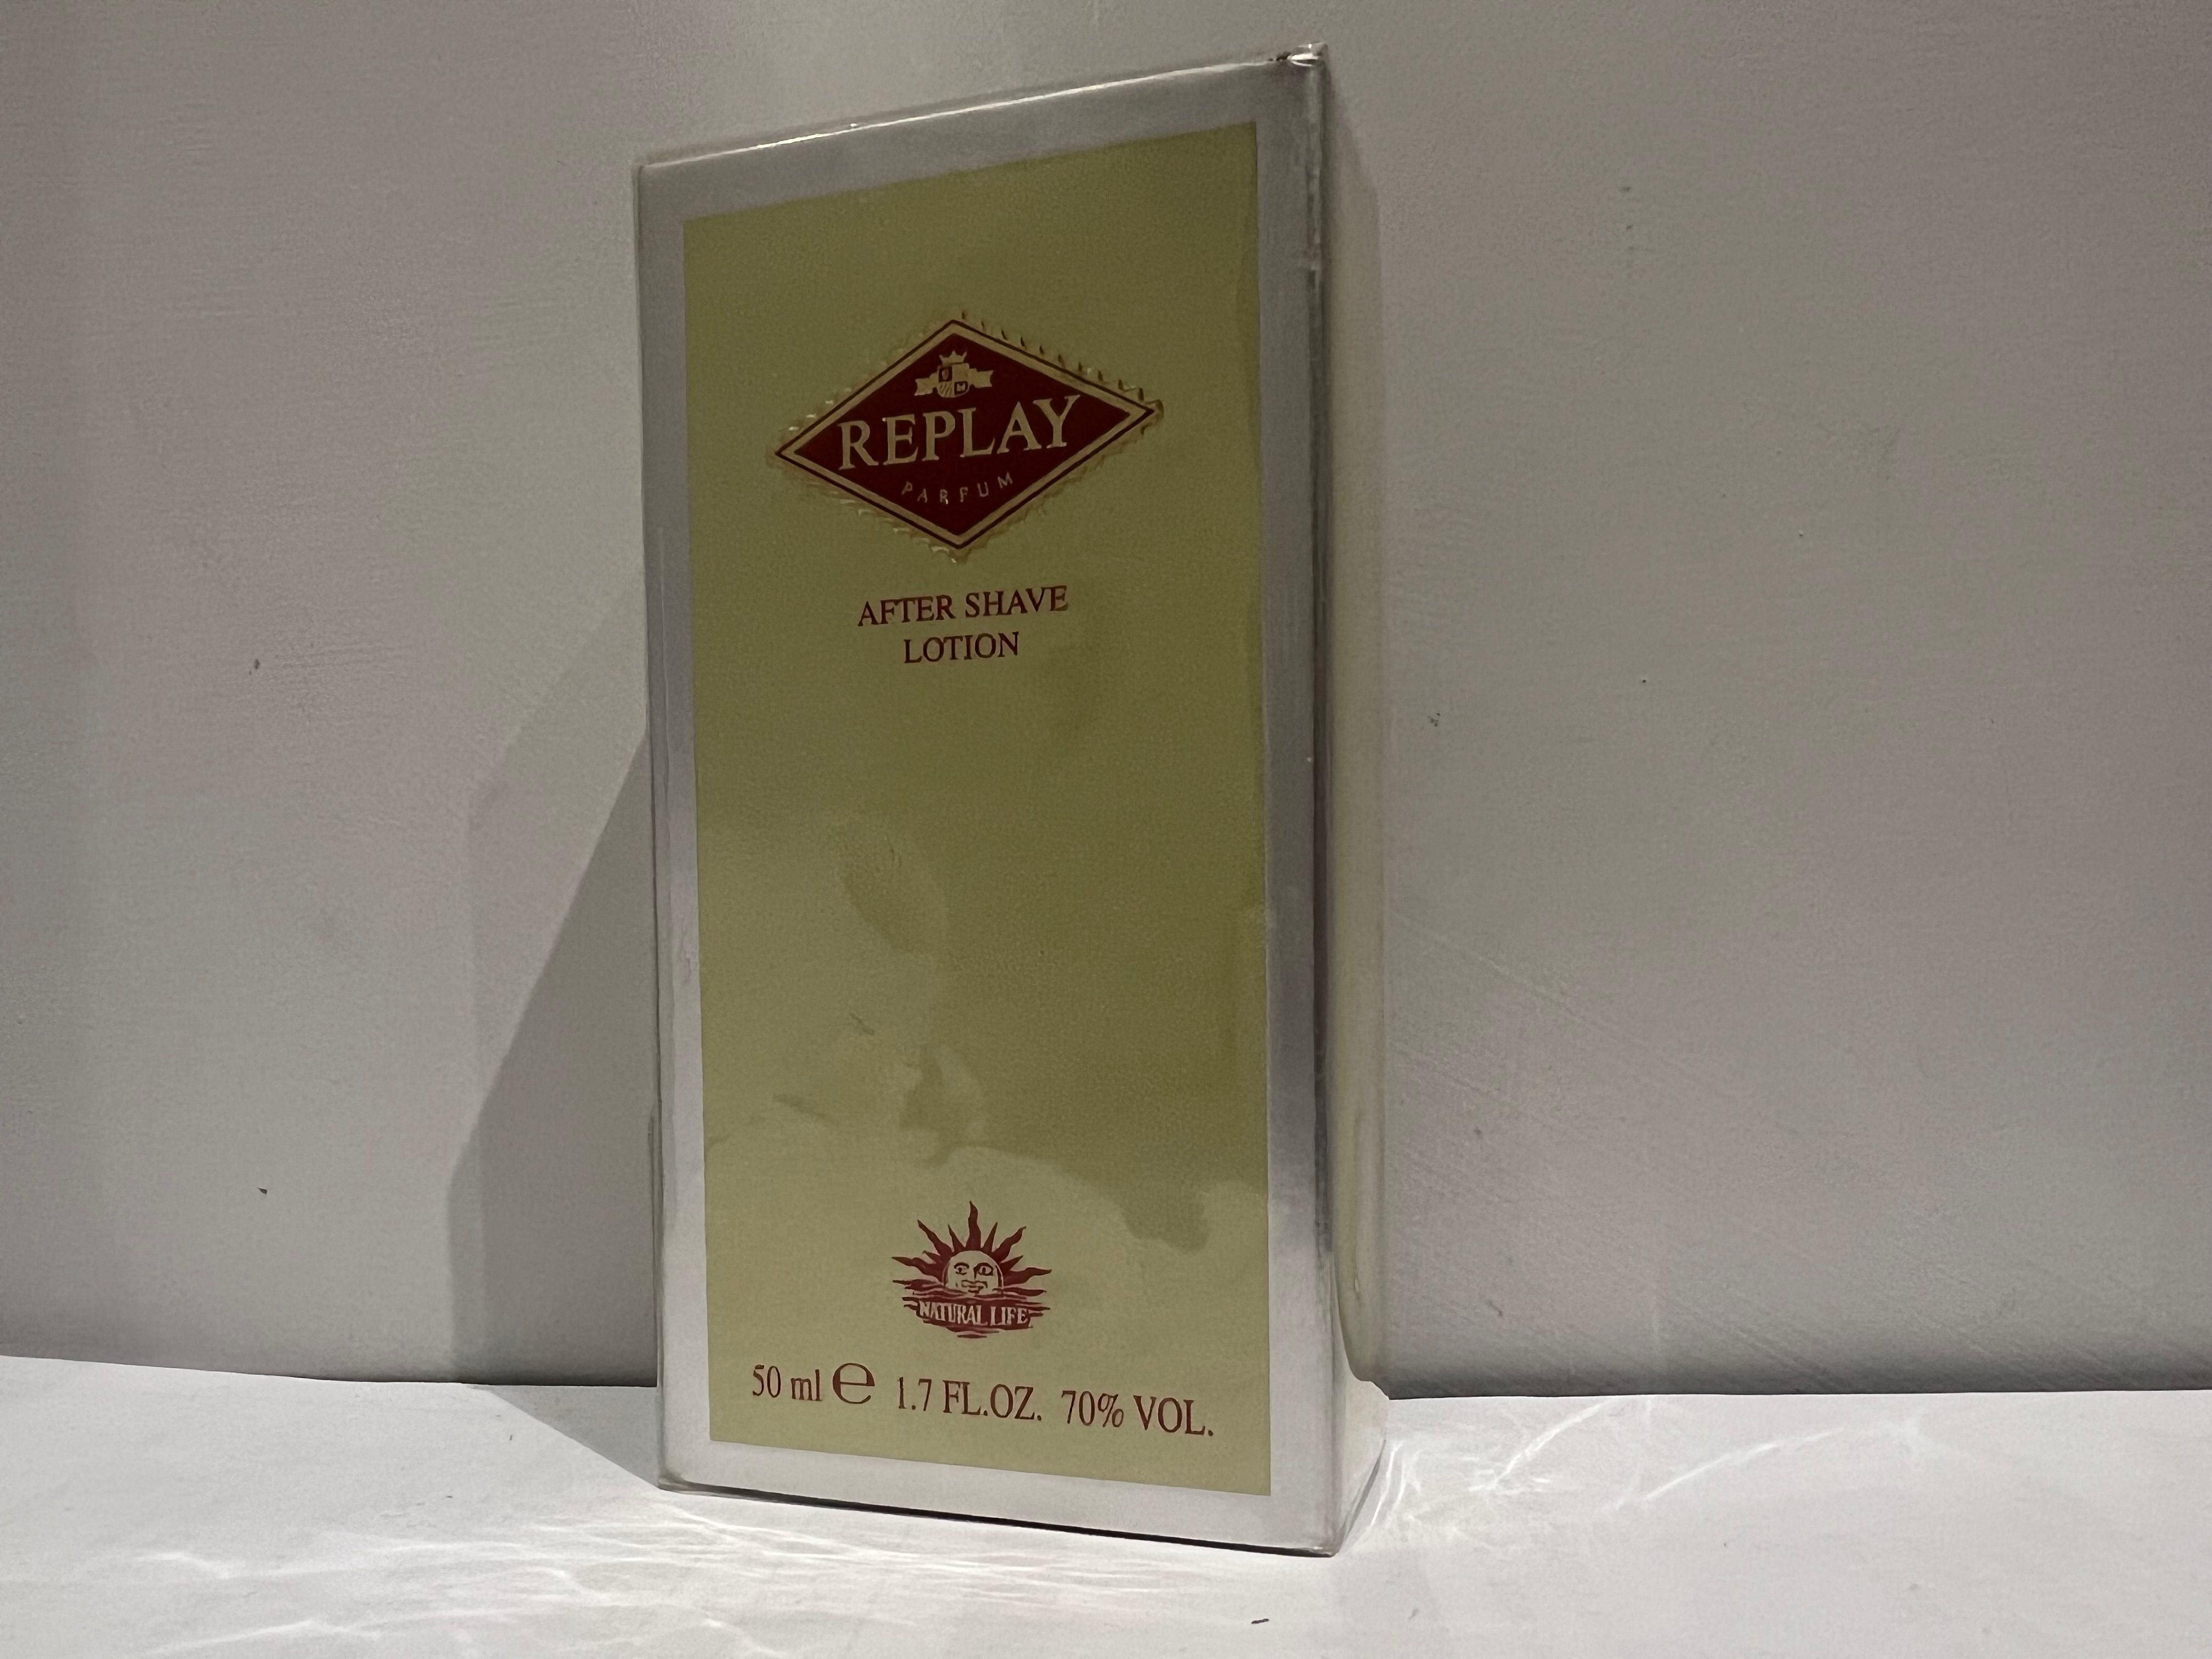 REPLAY
PARFUM
AFTER SHAVE
LOTION
NATURAL LIFE
50 ml ℮ 1.7 FL.OZ. 70% VOL.